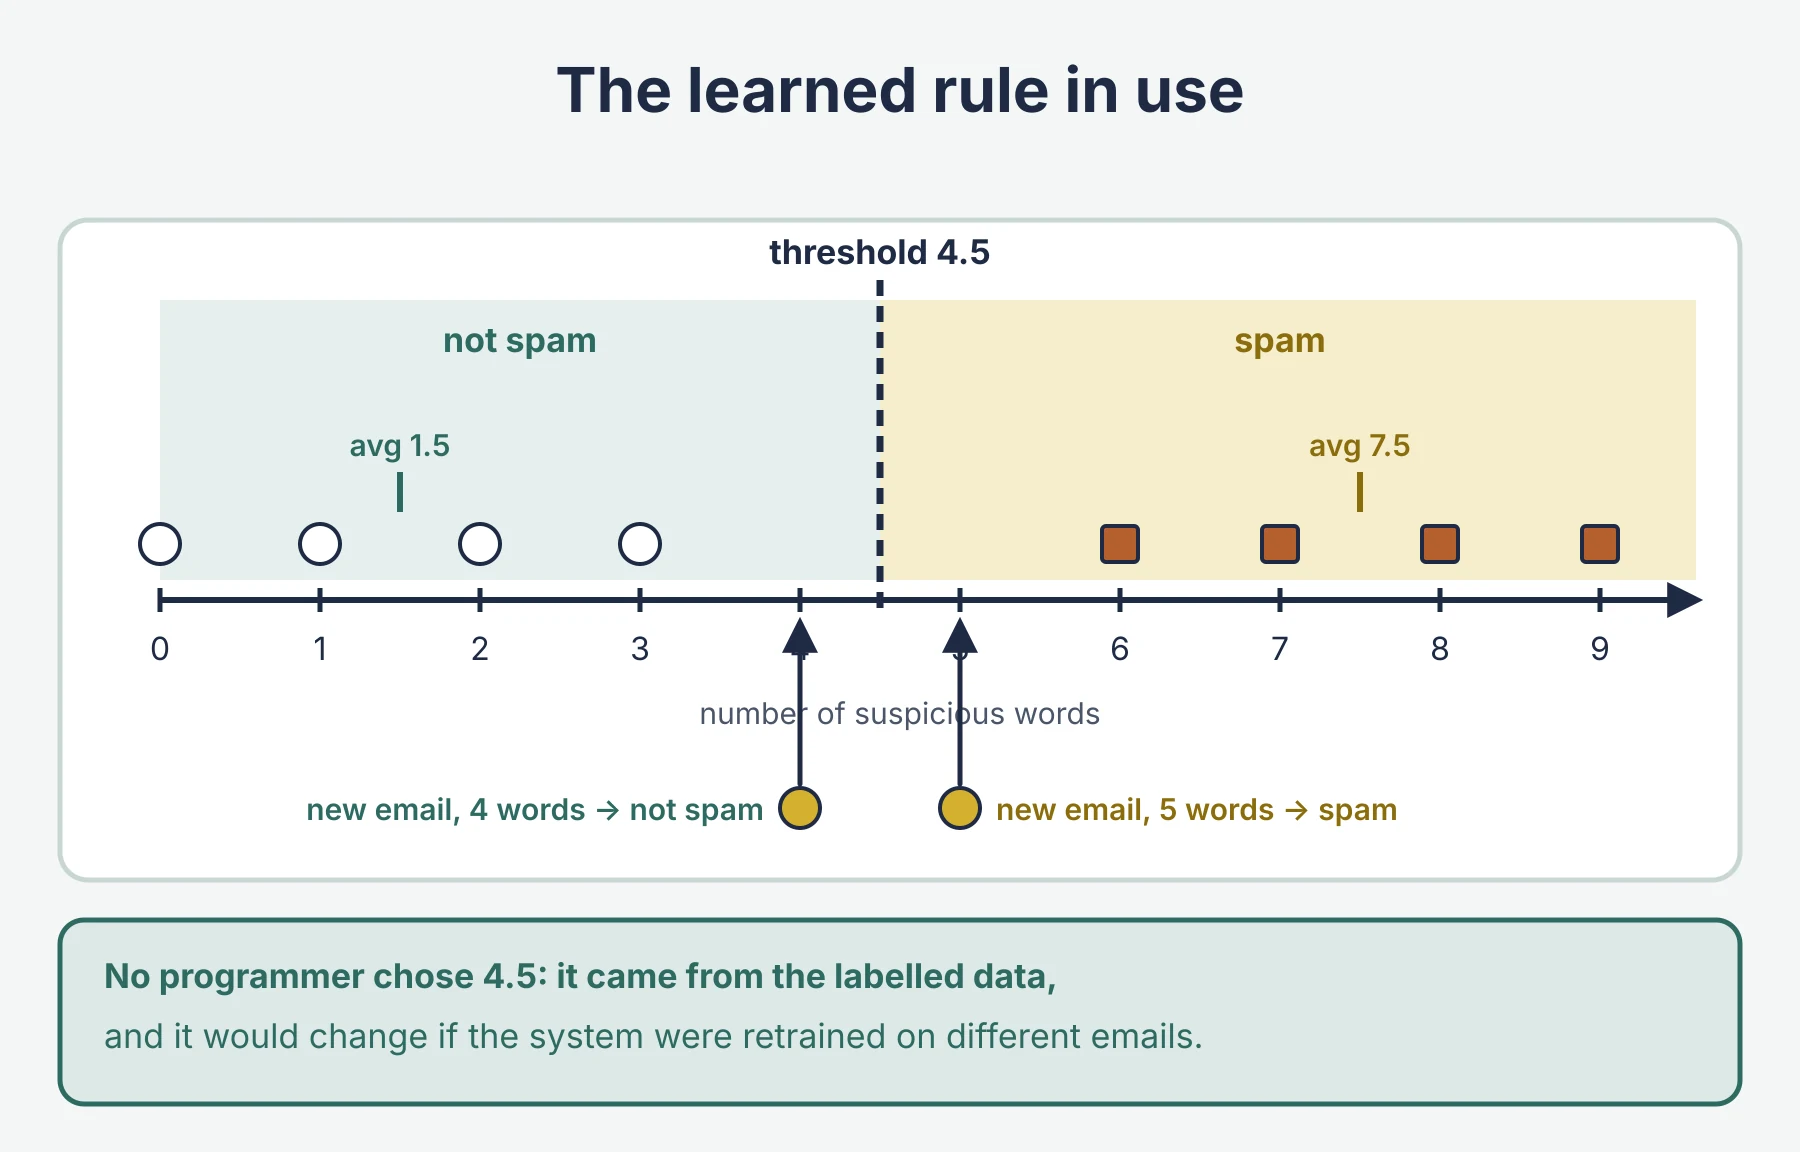 The learned rule in use
threshold 4.5
not spam
spam
avg 1.5
avg 7.5
0 1 2 3 6 7 8 9
number of suspicious words
new email, 4 words → not spam
new email, 5 words → spam
No programmer chose 4.5: it came from the labelled data,
and it would change if the system were retrained on different emails.